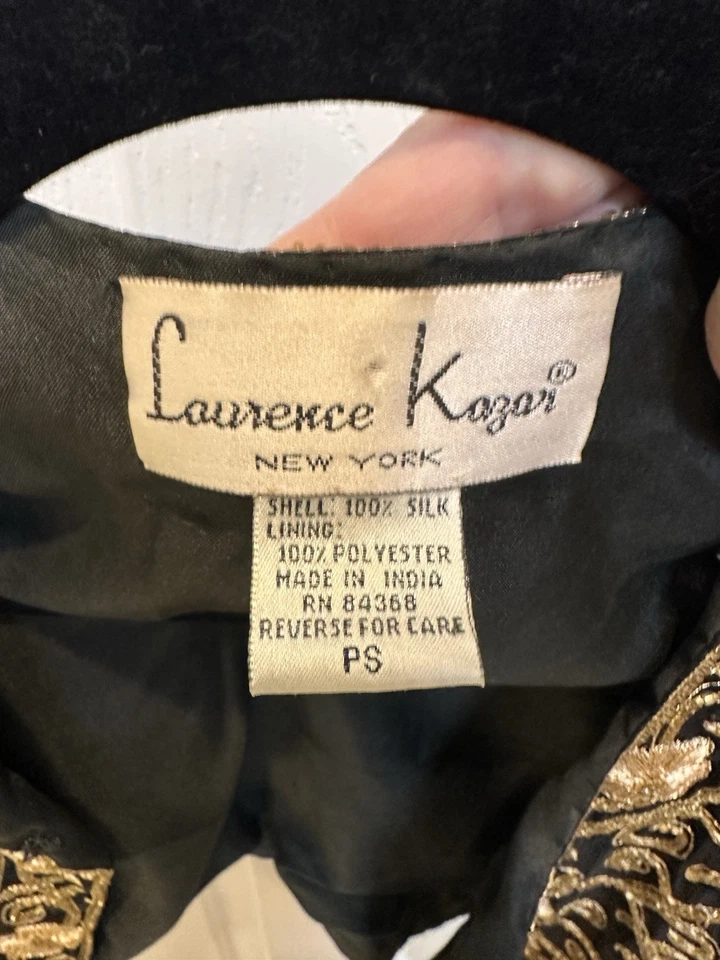 Laurence Kazar®
NEW YORK
SHELL: 100% SILK
LINING:
100% POLYESTER
MADE IN INDIA
RN 84368
REVERSE FOR CARE
PS